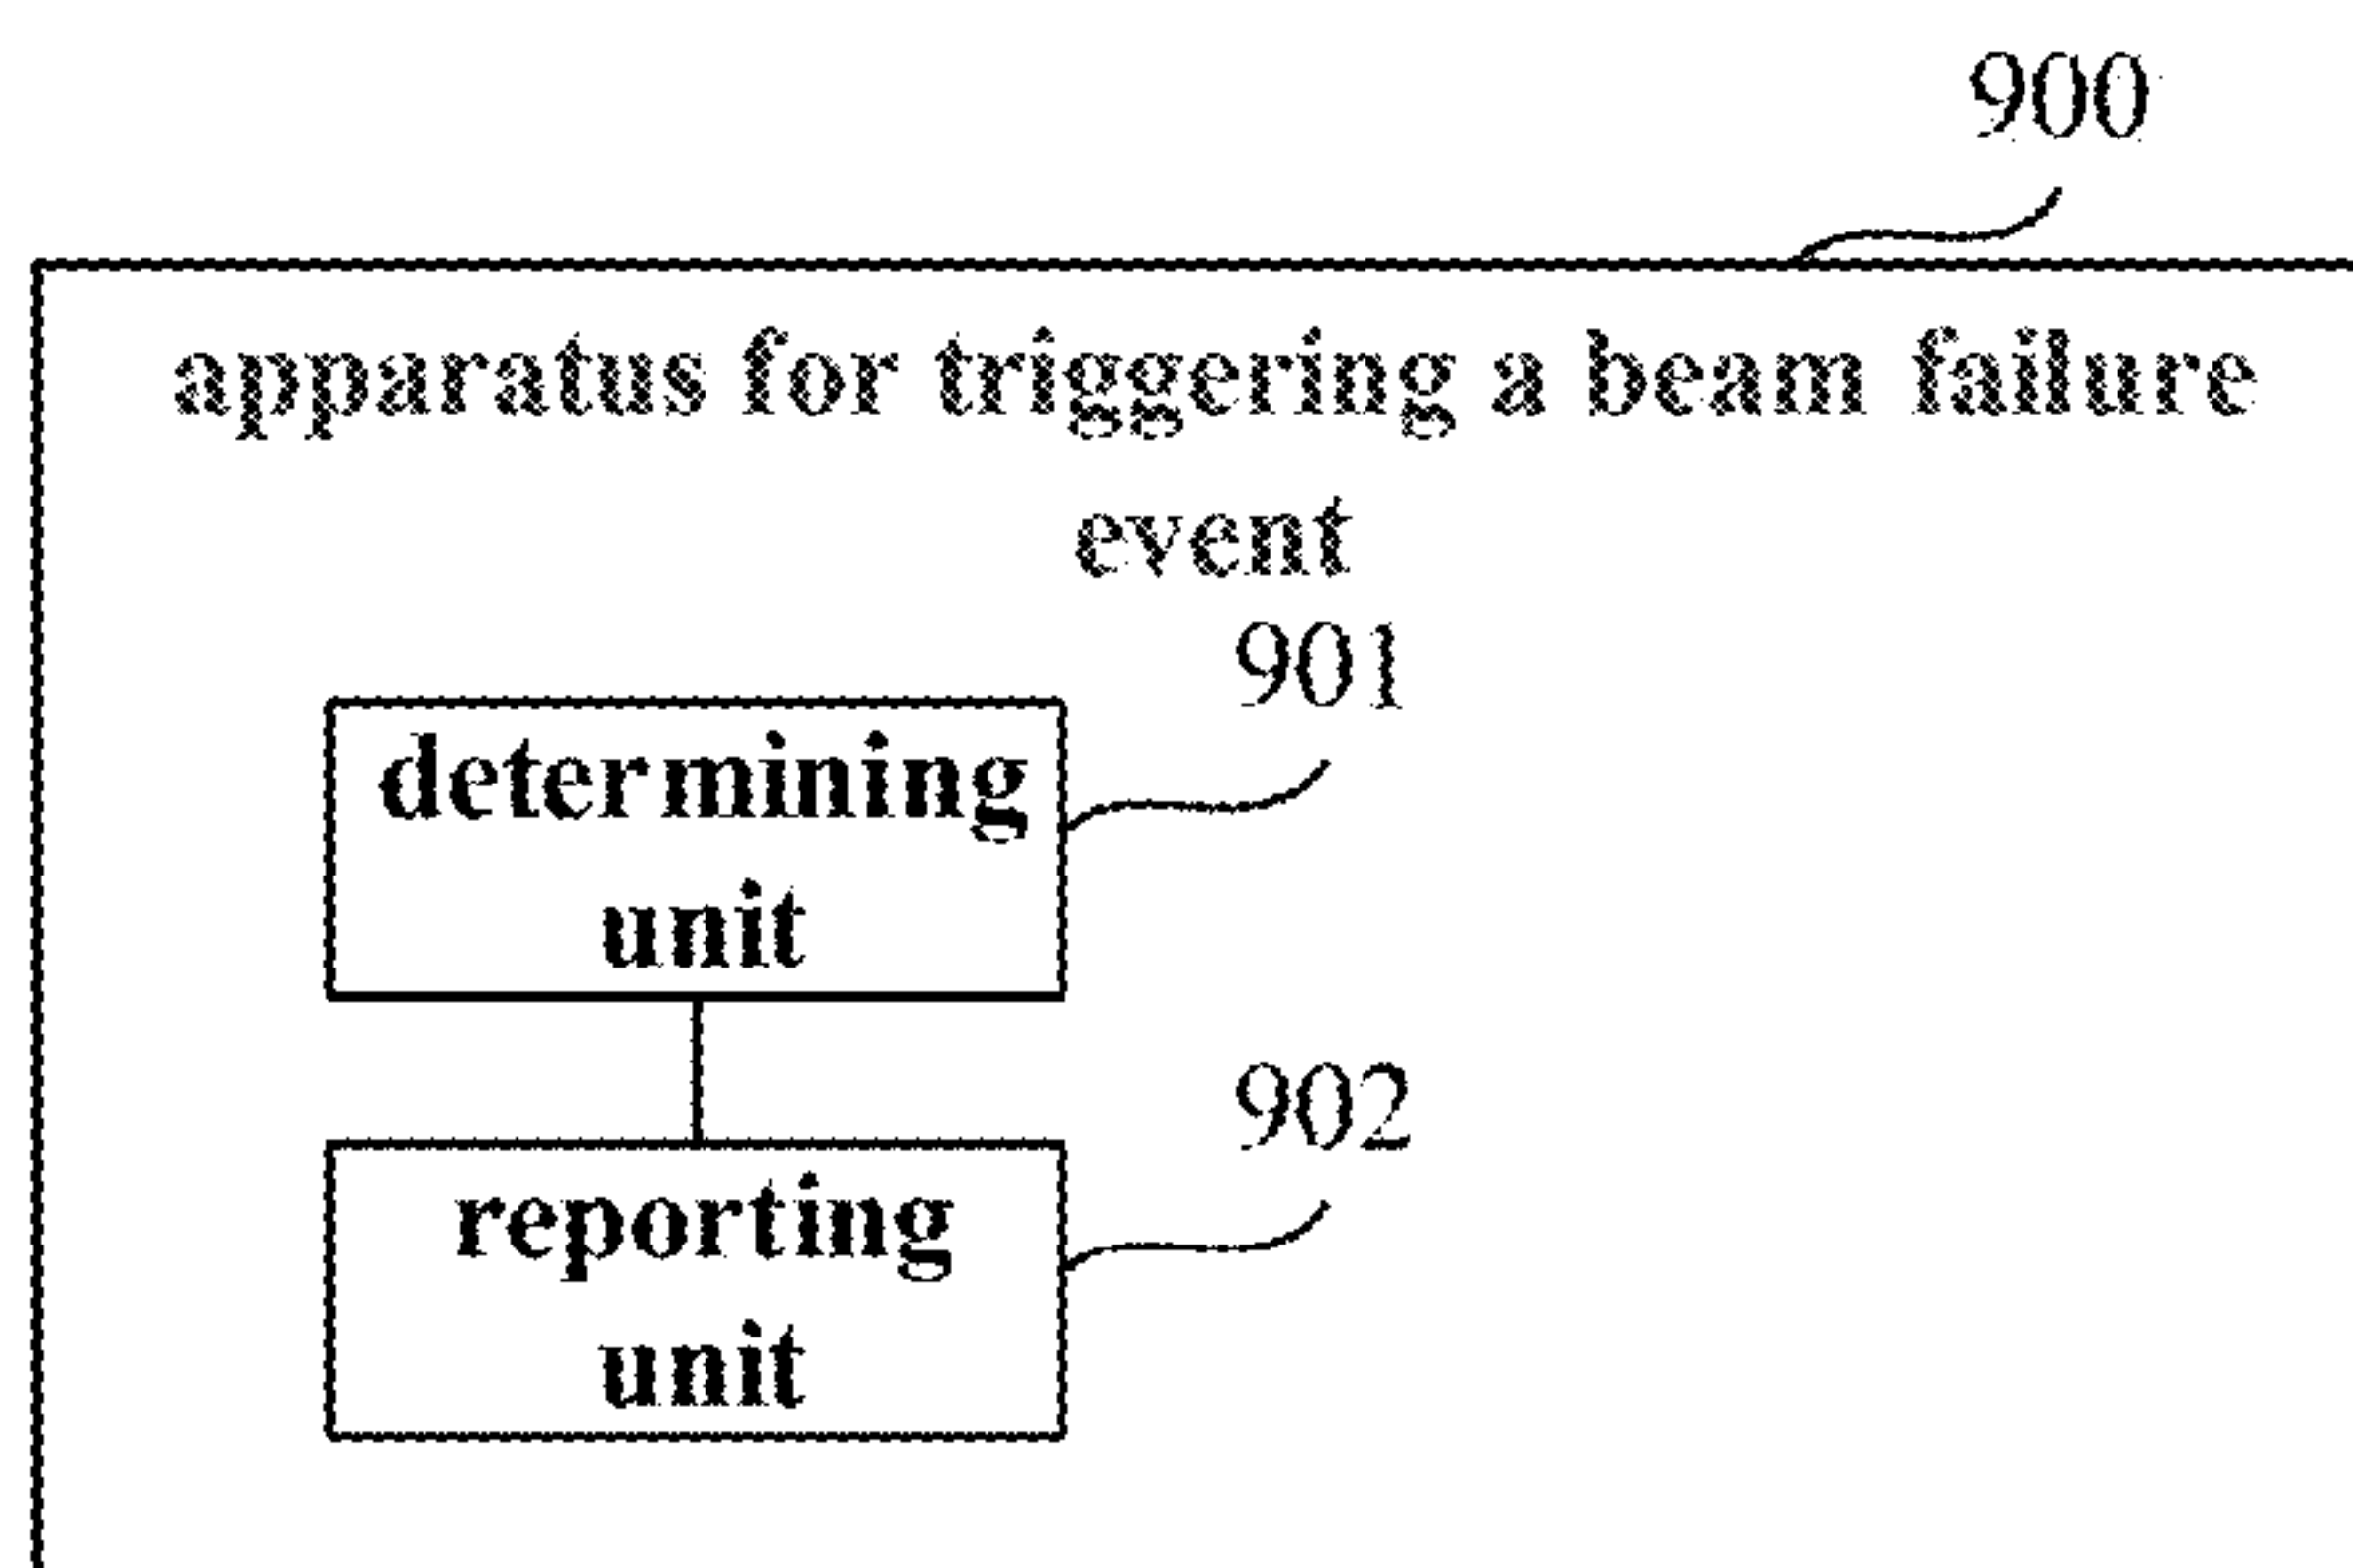 900
apparatus for triggering a beam failure
event
901
determining
unit
902
reporting
unit